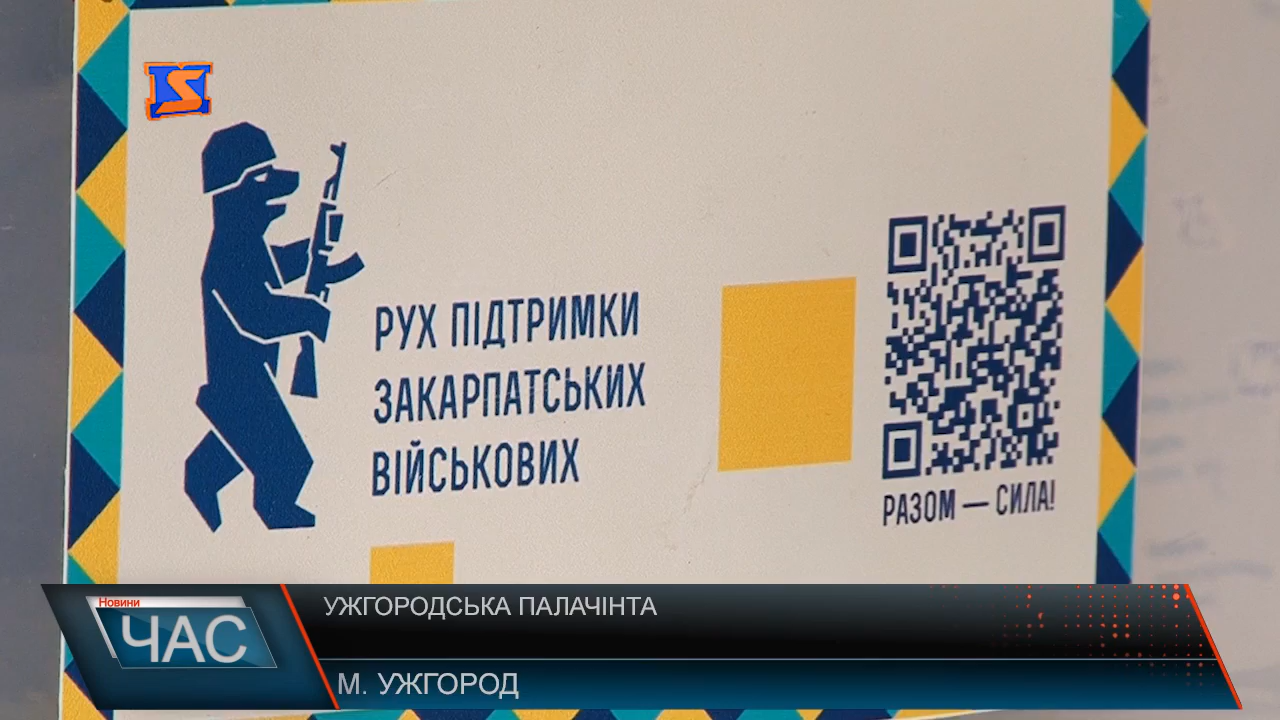 РУХ ПІДТРИМКИ
ЗАКАРПАТСЬКИХ
ВІЙСЬКОВИХ
РАЗОМ — СИЛА!
Новини
ЧАС
УЖГОРОДСЬКА ПАЛАЧІНТА
М. УЖГОРОД